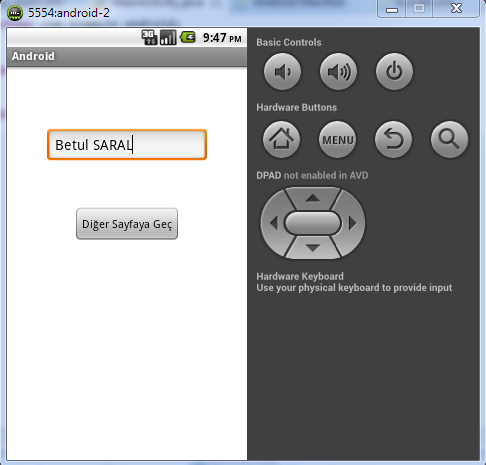 5554:android-2
3G 9:47 PM
Android
Betul SARAL
Diğer Sayfaya Geç
Basic Controls
Hardware Buttons
MENU
DPAD not enabled in AVD
Hardware Keyboard
Use your physical keyboard to provide input